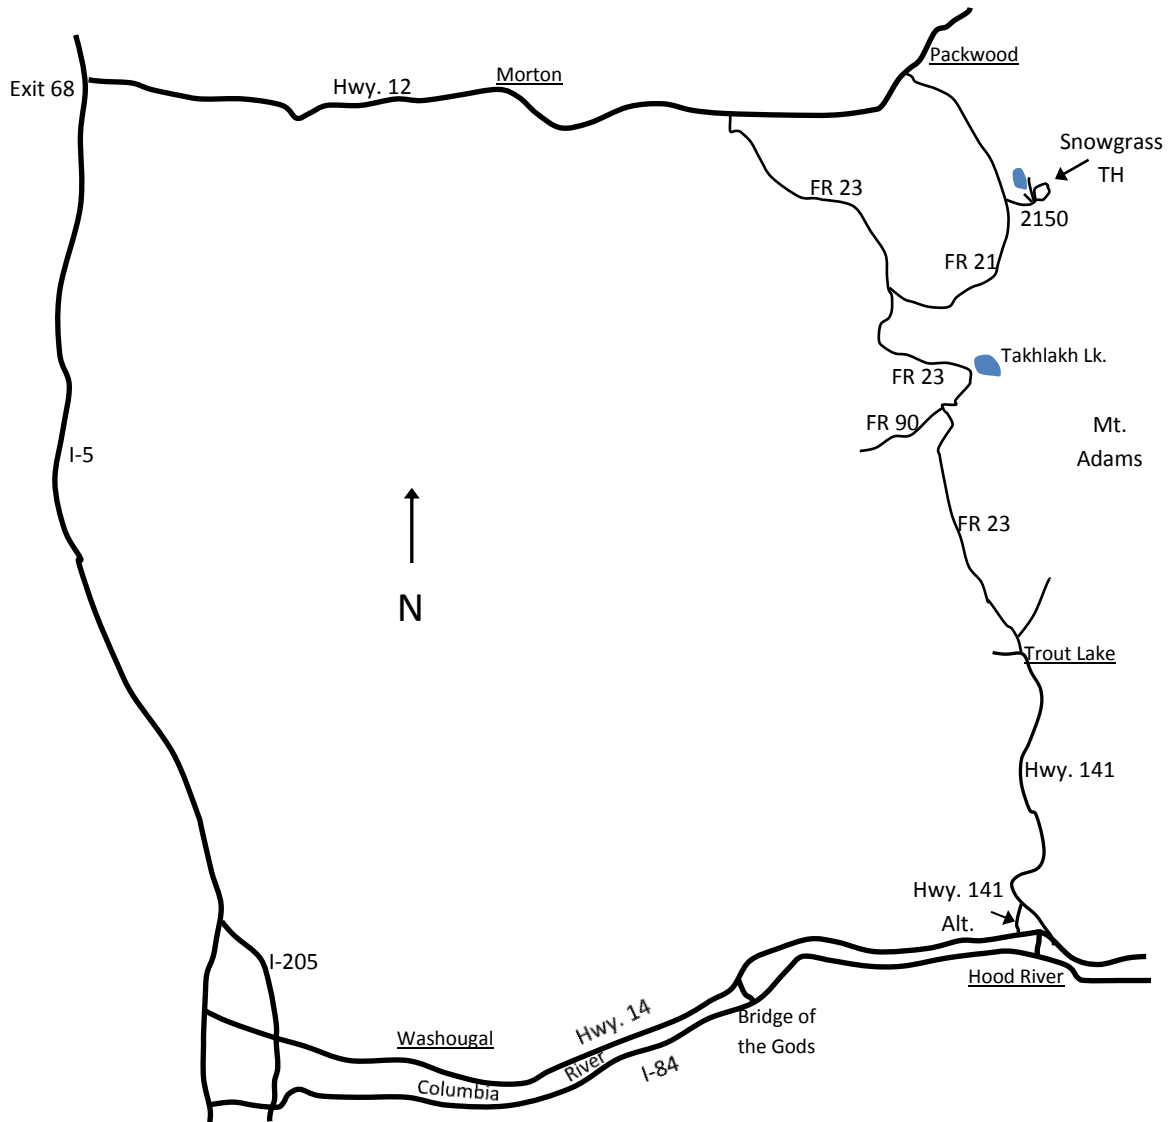 Packwood
Morton
Hwy. 12
Exit 68
Snowgrass
TH
FR 23
2150
FR 21
Takhlakh Lk.
FR 23
FR 90
Mt.
Adams
I-5
FR 23
N
Trout Lake
Hwy. 141
Hwy. 141
Alt.
I-205
Hood River
Hwy. 14
Bridge of
the Gods
Washougal
River
I-84
Columbia